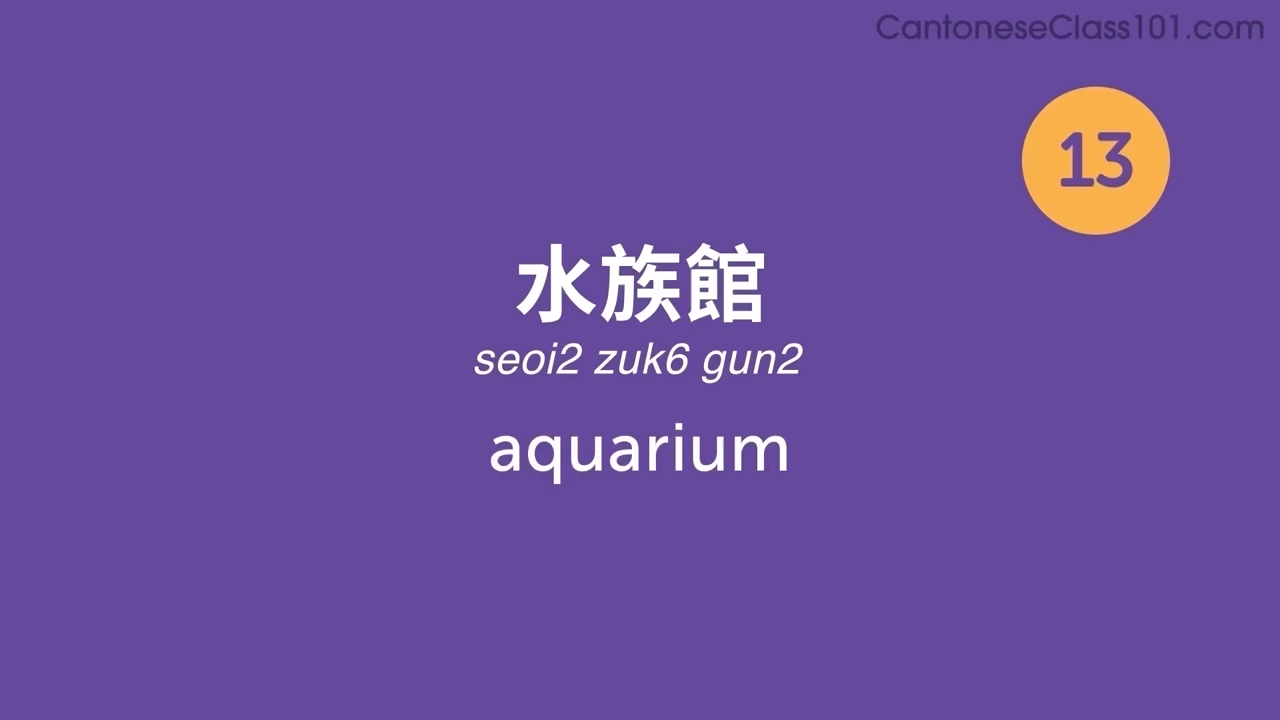 CantoneseClass101.com
13
水族館
seoi2 zuk6 gun2
aquarium